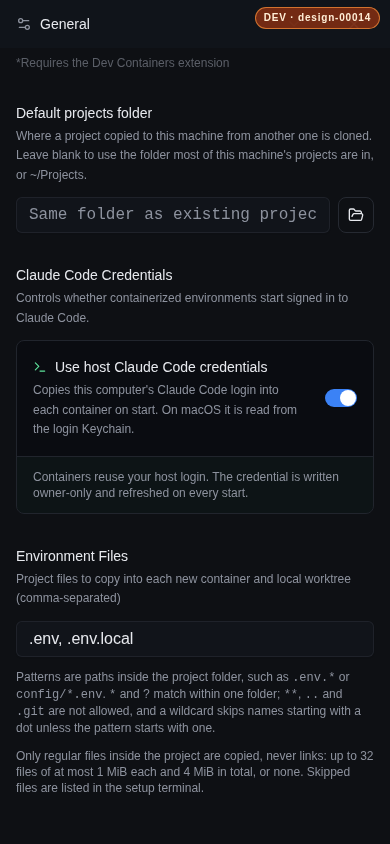 General
DEV · design-00014
*Requires the Dev Containers extension
Default projects folder
Where a project copied to this machine from another one is cloned.
Leave blank to use the folder most of this machine's projects are in,
or ~/Projects.
Same folder as existing projec
Claude Code Credentials
Controls whether containerized environments start signed in to
Claude Code.
Use host Claude Code credentials
Copies this computer's Claude Code login into
each container on start. On macOS it is read from
the login Keychain.
Containers reuse your host login. The credential is written
owner-only and refreshed on every start.
Environment Files
Project files to copy into each new container and local worktree
(comma-separated)
.env, .env.local
Patterns are paths inside the project folder, such as .env.* or
config/*.env. * and ? match within one folder; **, .. and
.git are not allowed, and a wildcard skips names starting with a
dot unless the pattern starts with one.
Only regular files inside the project are copied, never links: up to 32
files of at most 1 MiB each and 4 MiB in total, or none. Skipped
files are listed in the setup terminal.